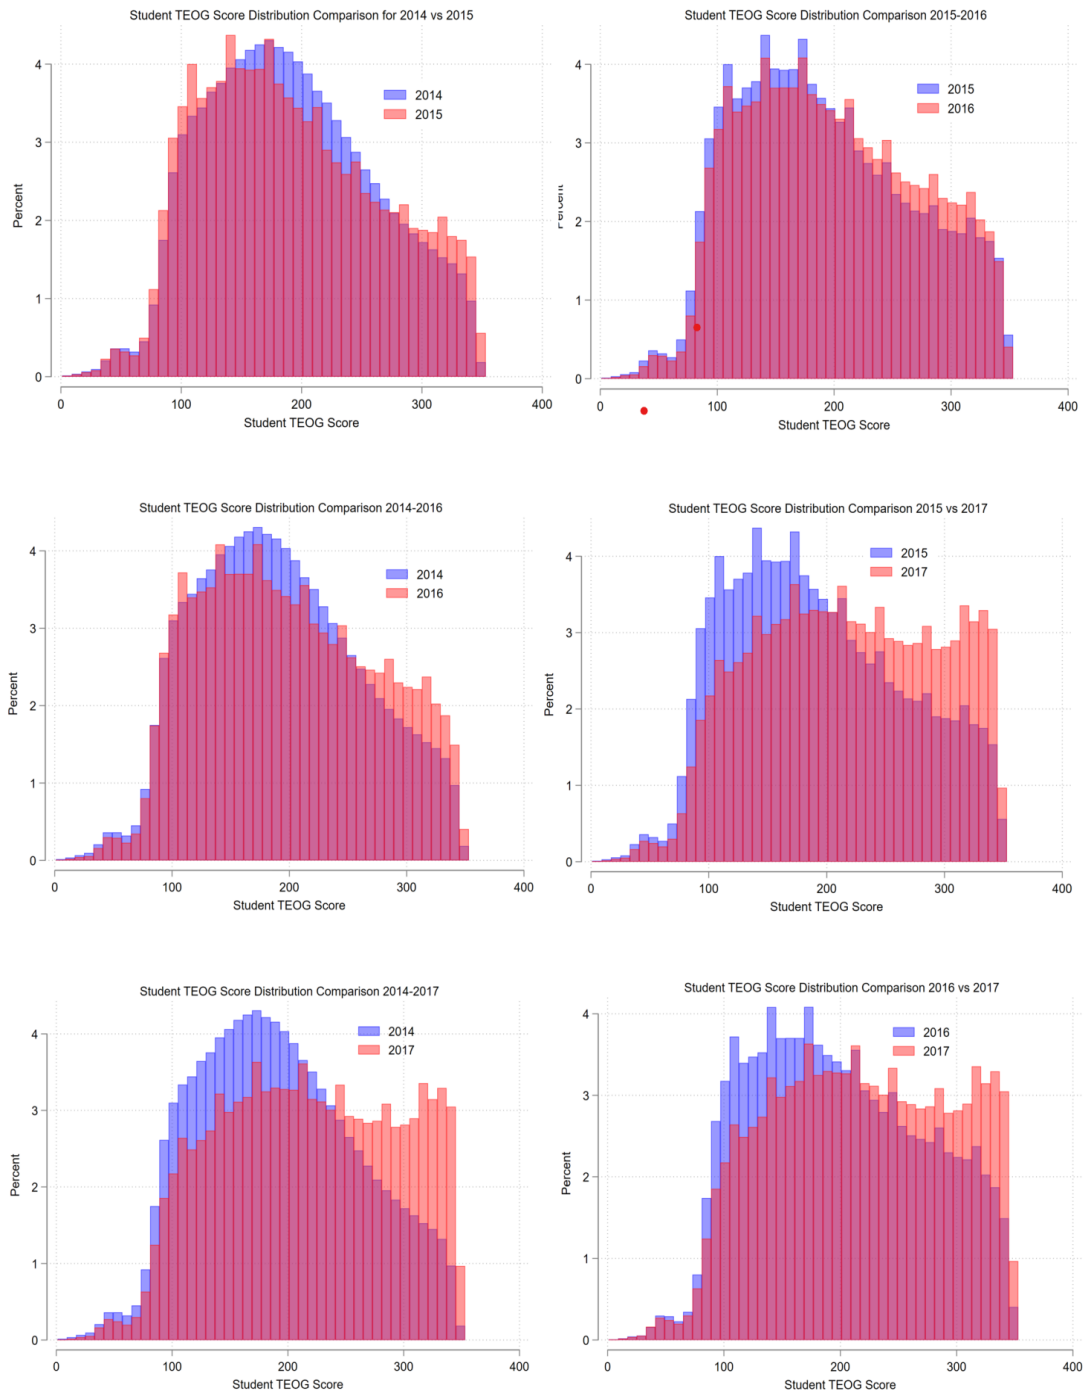 Student TEOG Score Distribution Comparison for 2014 vs 2015
4
3
2
1
0
Percent
2014
2015
0 100 200 300 400
Student TEOG Score
Student TEOG Score Distribution Comparison 2015-2016
4
3
2
1
0
Percent
2015
2016
0 100 200 300 400
Student TEOG Score
Student TEOG Score Distribution Comparison 2014-2016
4
3
2
1
0
Percent
2014
2016
0 100 200 300 400
Student TEOG Score
Student TEOG Score Distribution Comparison 2015 vs 2017
4
3
2
1
0
Percent
2015
2017
0 100 200 300 400
Student TEOG Score
Student TEOG Score Distribution Comparison 2014-2017
4
3
2
1
0
Percent
2014
2017
0 100 200 300 400
Student TEOG Score
Student TEOG Score Distribution Comparison 2016 vs 2017
4
3
2
1
0
Percent
2016
2017
0 100 200 300 400
Student TEOG Score